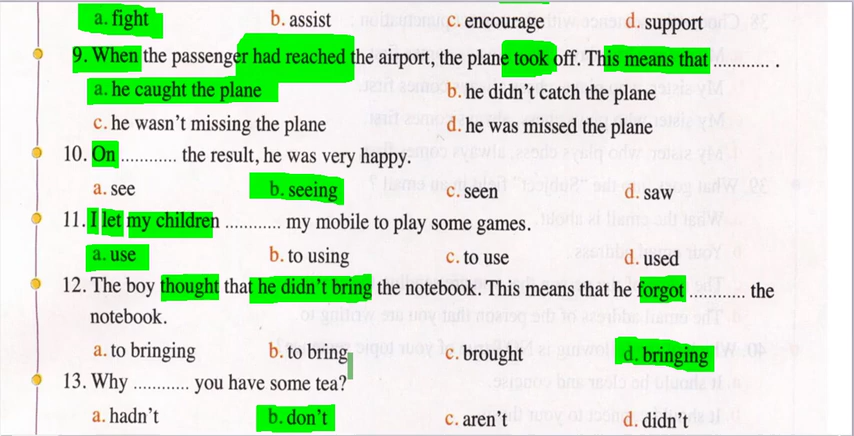 a. fight b. assist c. encourage d. support
9. When the passenger had reached the airport, the plane took off. This means that ............ .
a. he caught the plane b. he didn't catch the plane
c. he wasn't missing the plane d. he was missed the plane
10. On ............ the result, he was very happy.
a. see b. seeing c. seen d. saw
11. I let my children ............ my mobile to play some games.
a. use b. to using c. to use d. used
12. The boy thought that he didn't bring the notebook. This means that he forgot ............ the
notebook.
a. to bringing b. to bring c. brought d. bringing
13. Why ............ you have some tea?
a. hadn't b. don't c. aren't d. didn't